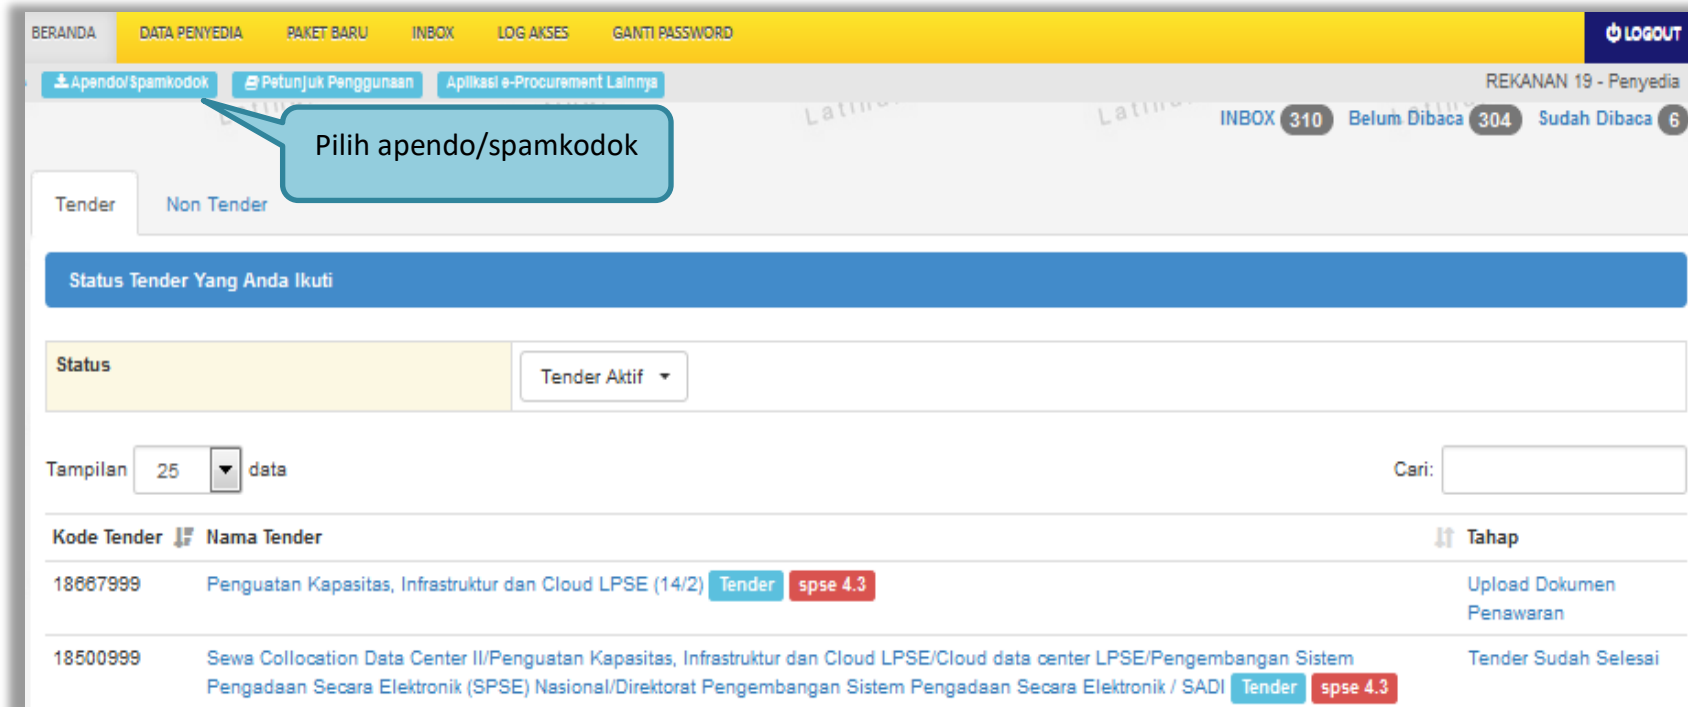 BERANDA DATA PENYEDIA PAKET BARU INBOX LOG AKSES GANTI PASSWORD LOGOUT
Apendo/Spamkodok Petunjuk Penggunaan Aplikasi e-Procurement Lainnya REKANAN 19 - Penyedia
INBOX 310 Belum Dibaca 304 Sudah Dibaca 6
Pilih apendo/spamkodok
Tender Non Tender
Status Tender Yang Anda Ikuti
Status Tender Aktif
Tampilan 25 data Cari:
Kode Tender Nama Tender Tahap
18667999 Penguatan Kapasitas, Infrastruktur dan Cloud LPSE (14/2) Tender spse 4.3 Upload Dokumen
Penawaran
18500999 Sewa Collocation Data Center II/Penguatan Kapasitas, Infrastruktur dan Cloud LPSE/Cloud data center LPSE/Pengembangan Sistem Tender Sudah Selesai
Pengadaan Secara Elektronik (SPSE) Nasional/Direktorat Pengembangan Sistem Pengadaan Secara Elektronik / SADI Tender spse 4.3